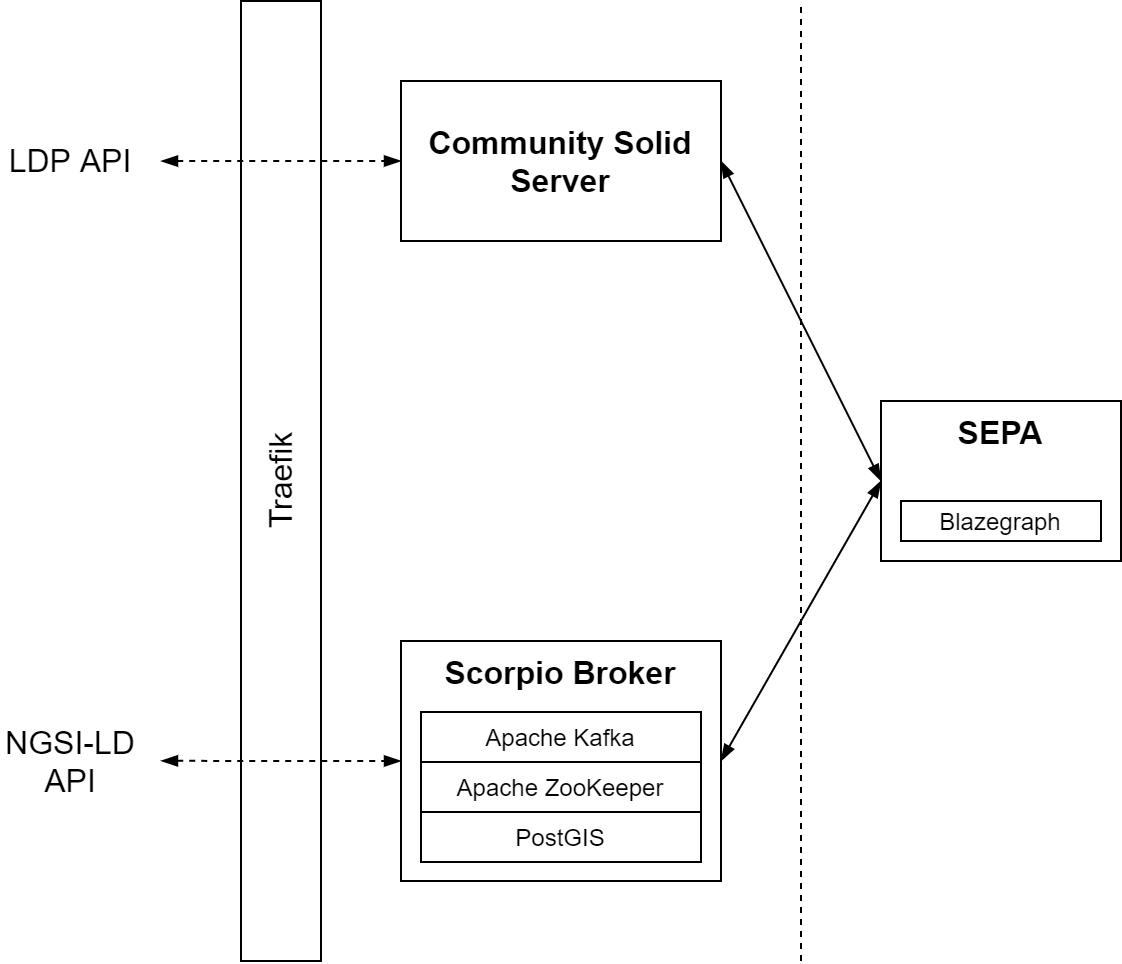 LDP API
Traefik
Community Solid
Server
SEPA
Blazegraph
NGSI-LD
API
Scorpio Broker
Apache Kafka
Apache ZooKeeper
PostGIS